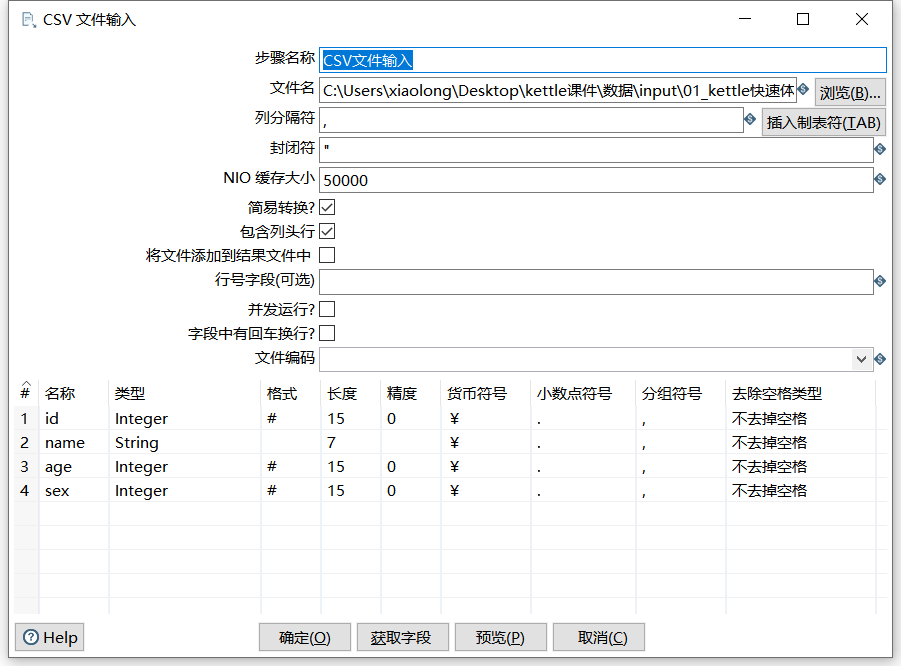 CSV 文件输入
步骤名称 CSV文件输入
文件名 C:\Users\xiaolong\Desktop\kettle课件\数据\input\01_kettle快速体 浏览(B)...
列分隔符 , 插入制表符(TAB)
封闭符 "
NIO 缓存大小 50000
简易转换?
包含列头行
将文件添加到结果文件中
行号字段(可选)
并发运行?
字段中有回车换行?
文件编码
# 名称 类型 格式 长度 精度 货币符号 小数点符号 分组符号 去除空格类型
1 id Integer # 15 0 ¥ . , 不去掉空格
2 name String 7 ¥ . , 不去掉空格
3 age Integer # 15 0 ¥ . , 不去掉空格
4 sex Integer # 15 0 ¥ . , 不去掉空格
Help 确定(O) 获取字段 预览(P) 取消(C)